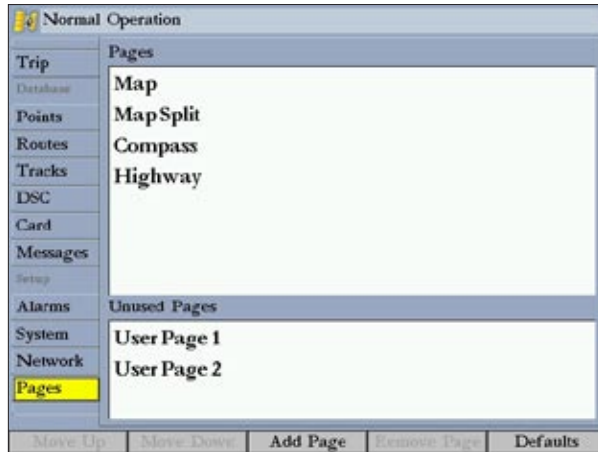 Normal Operation
Trip
Database
Points
Routes
Tracks
DSC
Card
Messages
Setup
Alarms
System
Network
Pages
Pages
Map
Map Split
Compass
Highway
Unused Pages
User Page 1
User Page 2
Move Up
Move Down
Add Page
Remove Page
Defaults